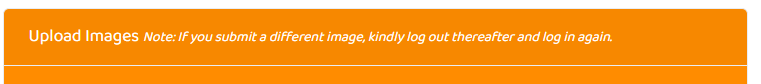 Upload Images Note: If you submit a different image, kindly log out thereafter and log in again.